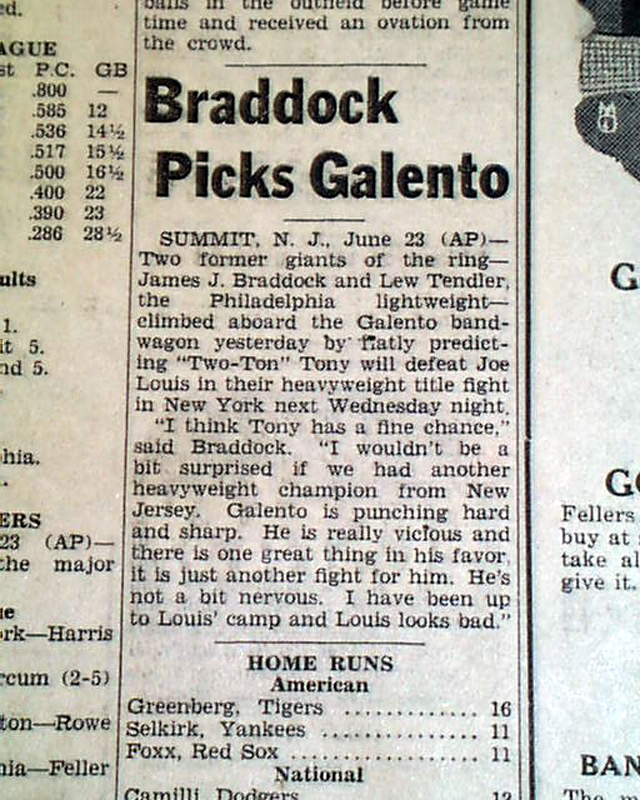 ed.
AGUE
st P.C. GB
.800 —
.585 12
.536 14½
.517 15½
.500 16½
.400 22
.390 23
.286 28½
ults
1.
it 5.
nd 5.
hia.
ERS
23 (AP)—
the major
ue
rk—Harris
rcum (2-5)
ton—Rowe
nia—Feller
balls in the outfield before game
time and received an ovation from
the crowd.
Braddock
Picks Galento
SUMMIT, N. J., June 23 (AP)—
Two former giants of the ring—
James J. Braddock and Lew Tendler,
the Philadelphia lightweight—
climbed aboard the Galento band-
wagon yesterday by flatly predict-
ing "Two-Ton" Tony will defeat Joe
Louis in their heavyweight title fight
in New York next Wednesday night.
"I think Tony has a fine chance,"
said Braddock. "I wouldn't be a
bit surprised if we had another
heavyweight champion from New
Jersey. Galento is punching hard
and sharp. He is really vicious and
there is one great thing in his favor,
it is just another fight for him. He's
not a bit nervous. I have been up
to Louis' camp and Louis looks bad."
HOME RUNS
American
Greenberg, Tigers .............. 16
Selkirk, Yankees .............. 11
Foxx, Red Sox .............. 11
National
Camilli, Dodgers .............. 12
G
GO
Fellers
buy at
take al
give it.
BAN
The m